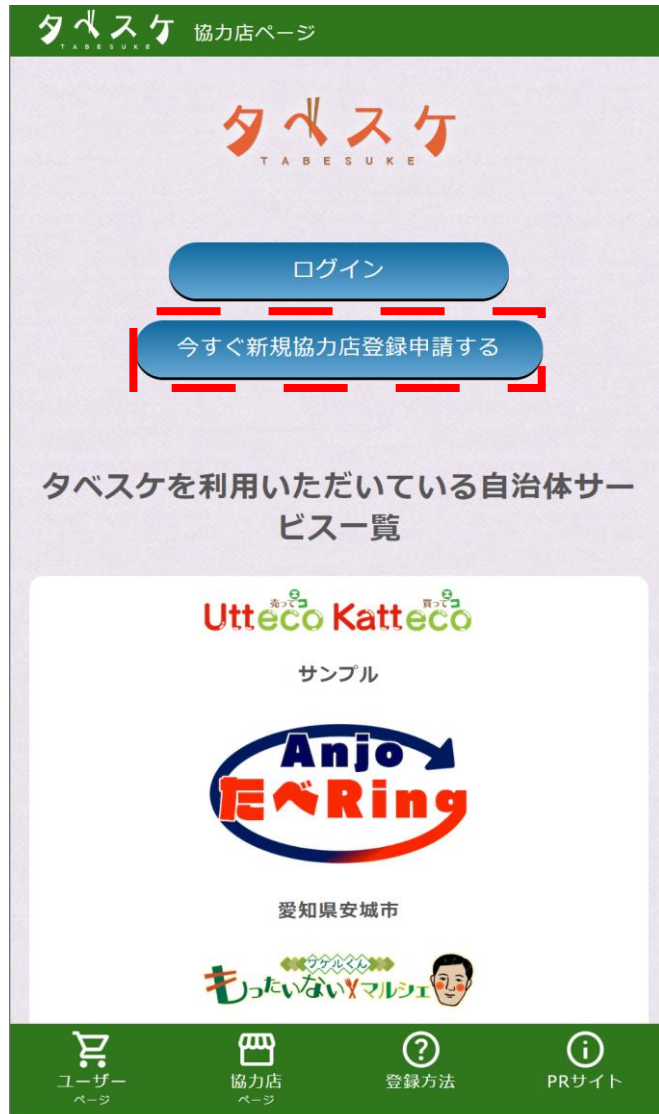 タベスケ 協力店ページ
TABESUKE
タベスケ
TABESUKE
ログイン
今すぐ新規協力店登録申請する
タベスケを利用いただいている自治体サー
ビス一覧
売ってコ 買ってコ
Utteco Katteco
サンプル
Anjo
たべRing
愛知県安城市
ワケルくん
もったいないマルシェ
ユーザー 協力店 登録方法 PRサイト
ページ ページ